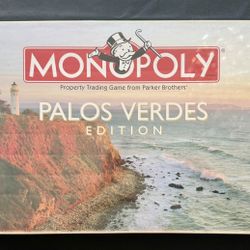 MONOPOLY
Property Trading Game from Parker Brothers®
PALOS VERDES
EDITION